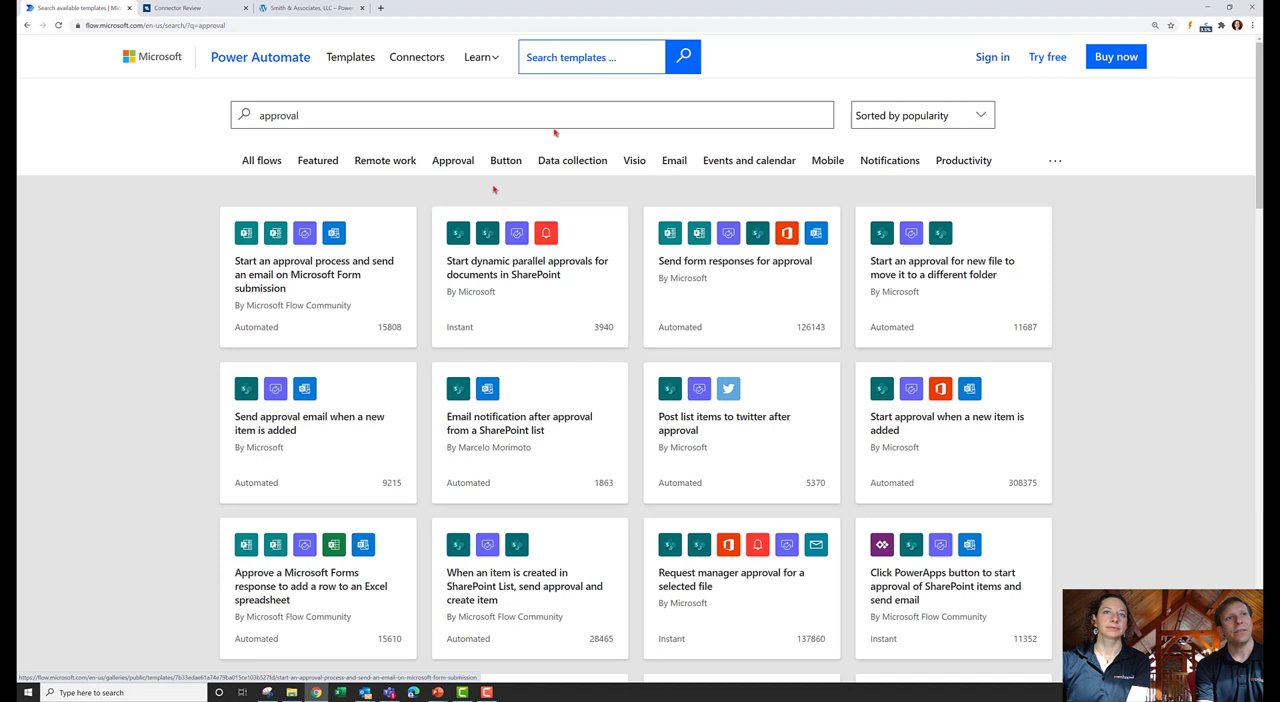 Search available templates | Micr
Connector Review
Smith & Associates, LLC – Power
flow.microsoft.com/en-us/search/?q=approval
Microsoft
Power Automate
Templates
Connectors
Learn
Search templates ...
Sign in
Try free
Buy now
approval
Sorted by popularity
All flows
Featured
Remote work
Approval
Button
Data collection
Visio
Email
Events and calendar
Mobile
Notifications
Productivity
Start an approval process and send
an email on Microsoft Form
submission
By Microsoft Flow Community
Automated 15808
Start dynamic parallel approvals for
documents in SharePoint
By Microsoft
Instant 3940
Send form responses for approval
By Microsoft
Automated 126143
Start an approval for new file to
move it to a different folder
By Microsoft
Automated 11687
Send approval email when a new
item is added
By Microsoft
Automated 9215
Email notification after approval
from a SharePoint list
By Marcelo Morimoto
Automated 1863
Post list items to twitter after
approval
By Microsoft
Automated 5370
Start approval when a new item is
added
By Microsoft
Automated 308375
Approve a Microsoft Forms
response to add a row to an Excel
spreadsheet
By Microsoft Flow Community
Automated 15610
When an item is created in
SharePoint List, send approval and
create item
By Microsoft Flow Community
Automated 28465
Request manager approval for a
selected file
By Microsoft
Instant 137860
Click PowerApps button to start
approval of SharePoint items and
send email
By Microsoft Flow Community
Instant 11352
Type here to search